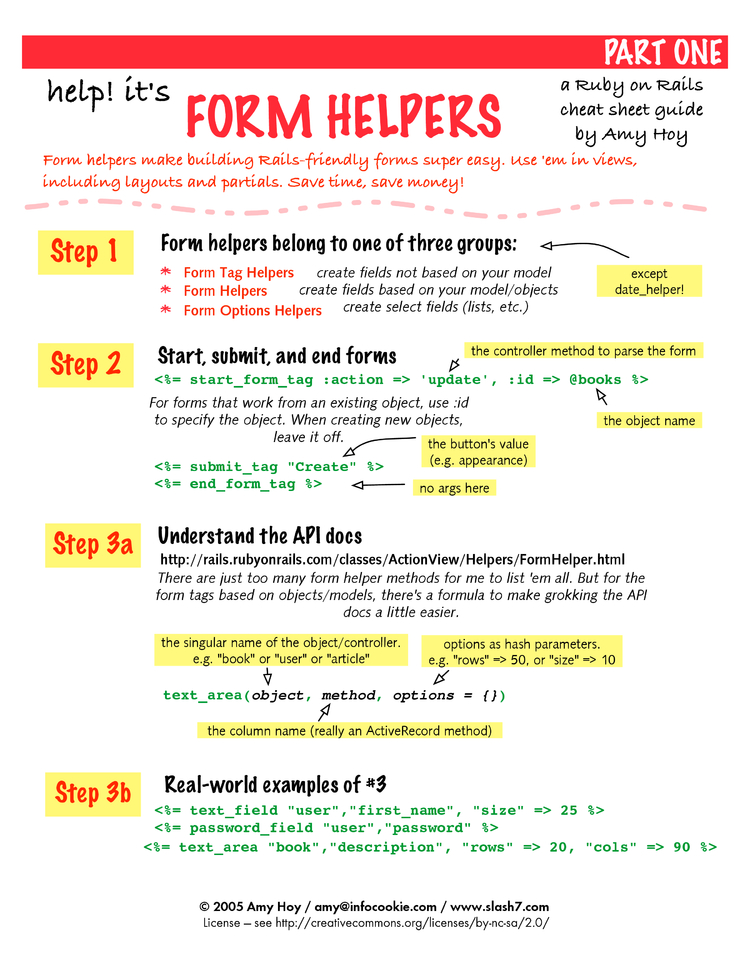 PART ONE
help! it's
FORM HELPERS
a Ruby on Rails
cheat sheet guide
by Amy Hoy
Form helpers make building Rails-friendly forms super easy. Use 'em in views,
including layouts and partials. Save time, save money!
Step 1
Form helpers belong to one of three groups:
* Form Tag Helpers create fields not based on your model
* Form Helpers create fields based on your model/objects
* Form Options Helpers create select fields (lists, etc.)
except
date_helper!
Step 2
Start, submit, and end forms
the controller method to parse the form
<%= start_form_tag :action => 'update', :id => @books %>
For forms that work from an existing object, use :id
to specify the object. When creating new objects,
leave it off.
the object name
the button's value
(e.g. appearance)
<%= submit_tag "Create" %>
<%= end_form_tag %>
no args here
Step 3a
Understand the API docs
http://rails.rubyonrails.com/classes/ActionView/Helpers/FormHelper.html
There are just too many form helper methods for me to list 'em all. But for the
form tags based on objects/models, there's a formula to make grokking the API
docs a little easier.
the singular name of the object/controller.
e.g. "book" or "user" or "article"
options as hash parameters.
e.g. "rows" => 50, or "size" => 10
text_area(object, method, options = {})
the column name (really an ActiveRecord method)
Step 3b
Real-world examples of #3
<%= text_field "user","first_name", "size" => 25 %>
<%= password_field "user","password" %>
<%= text_area "book","description", "rows" => 20, "cols" => 90 %>
© 2005 Amy Hoy / amy@infocookie.com / www.slash7.com
License — see http://creativecommons.org/licenses/by-nc-sa/2.0/